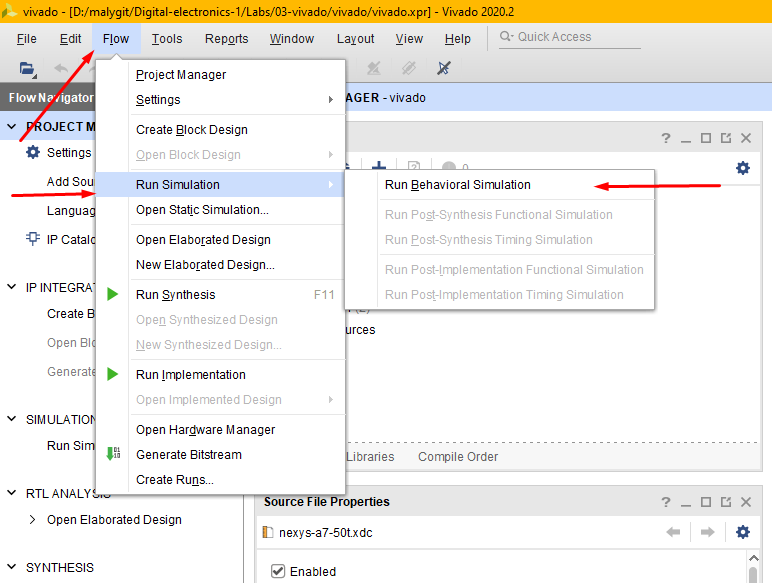 vivado - [D:/malygit/Digital-electronics-1/Labs/03-vivado/vivado/vivado.xpr] - Vivado 2020.2
File Edit Flow Tools Reports Window Layout View Help Quick Access
Flow Navigator
AGER - vivado
PROJECT M
Settings
Add Sou
Languag
IP Catalo
IP INTEGRAT
Create B
Open Blo
Generate
SIMULATION
Run Sim
RTL ANALYSIS
Open Elaborated Design
SYNTHESIS
Project Manager
Settings
Create Block Design
Open Block Design
Run Simulation
Open Static Simulation...
Open Elaborated Design
New Elaborated Design...
Run Synthesis F11
Open Synthesized Design
New Synthesized Design...
Run Implementation
Open Implemented Design
Open Hardware Manager
Generate Bitstream
Create Runs...
0
Run Behavioral Simulation
Run Post-Synthesis Functional Simulation
Run Post-Synthesis Timing Simulation
Run Post-Implementation Functional Simulation
Run Post-Implementation Timing Simulation
(2)
urces
Libraries Compile Order
Source File Properties
nexys-a7-50t.xdc
Enabled